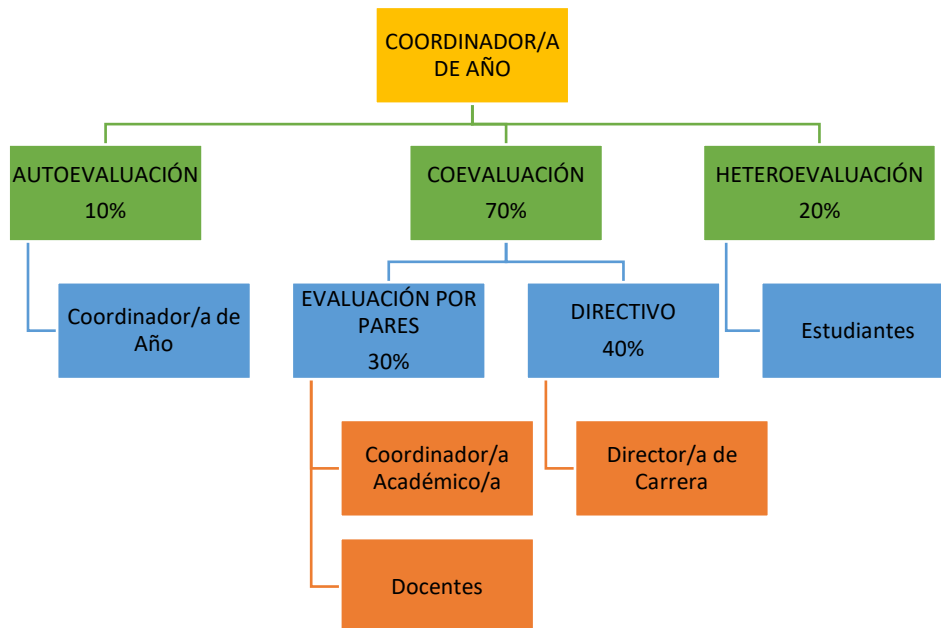 COORDINADOR/A
DE AÑO
AUTOEVALUACIÓN
10%
COEVALUACIÓN
70%
HETEROEVALUACIÓN
20%
Coordinador/a de
Año
EVALUACIÓN POR
PARES
30%
DIRECTIVO
40%
Estudiantes
Coordinador/a
Académico/a
Director/a de
Carrera
Docentes